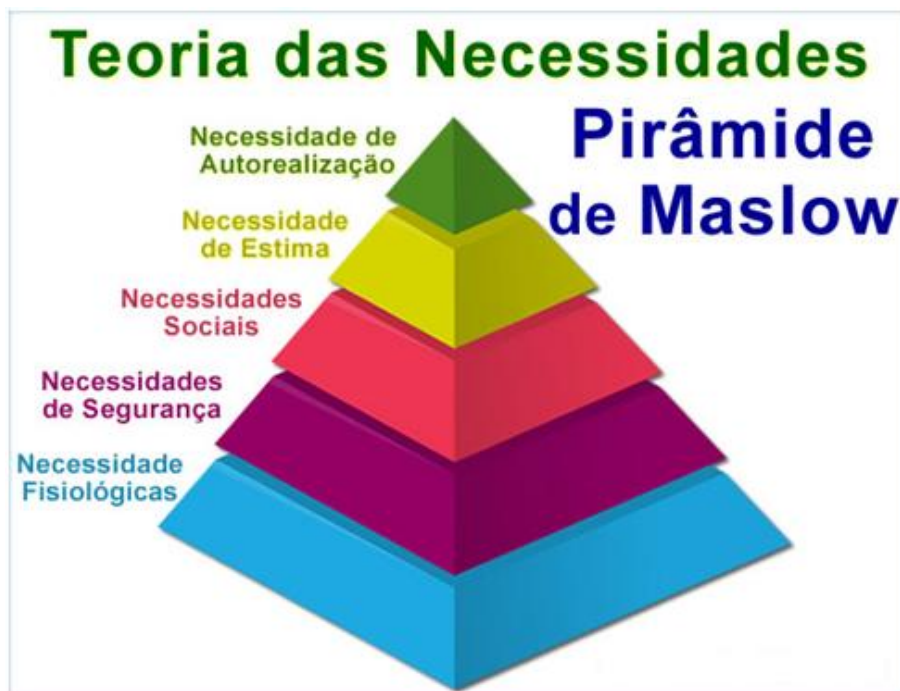 Teoria das Necessidades
Pirâmide
de Maslow
Necessidade de
Autorealização
Necessidade
de Estima
Necessidades
Sociais
Necessidades
de Segurança
Necessidade
Fisiológicas